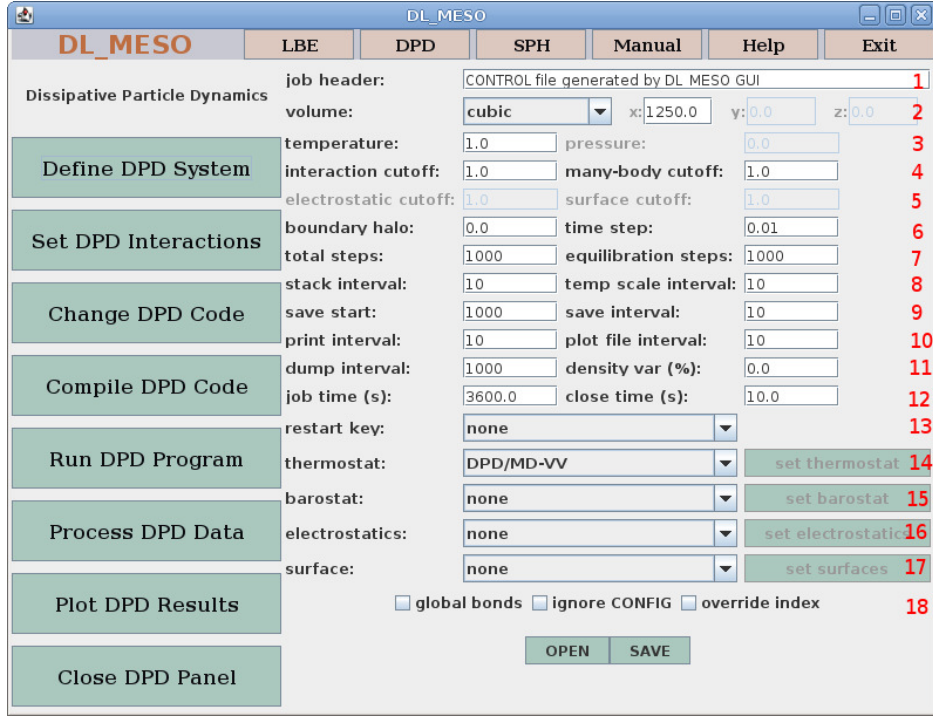 DL_MESO
DL_MESO LBE DPD SPH Manual Help Exit
Dissipative Particle Dynamics
Define DPD System
Set DPD Interactions
Change DPD Code
Compile DPD Code
Run DPD Program
Process DPD Data
Plot DPD Results
Close DPD Panel
job header: CONTROL file generated by DL MESO GUI 1
volume: cubic x: 1250.0 y: 0.0 z: 0.0 2
temperature: 1.0 pressure: 0.0 3
interaction cutoff: 1.0 many-body cutoff: 1.0 4
electrostatic cutoff: 1.0 surface cutoff: 1.0 5
boundary halo: 0.0 time step: 0.01 6
total steps: 1000 equilibration steps: 1000 7
stack interval: 10 temp scale interval: 10 8
save start: 1000 save interval: 10 9
print interval: 10 plot file interval: 10 10
dump interval: 1000 density var (%): 0.0 11
job time (s): 3600.0 close time (s): 10.0 12
restart key: none 13
thermostat: DPD/MD-VV set thermostat 14
barostat: none set barostat 15
electrostatics: none set electrostatics 16
surface: none set surfaces 17
global bonds ignore CONFIG override index 18
OPEN SAVE